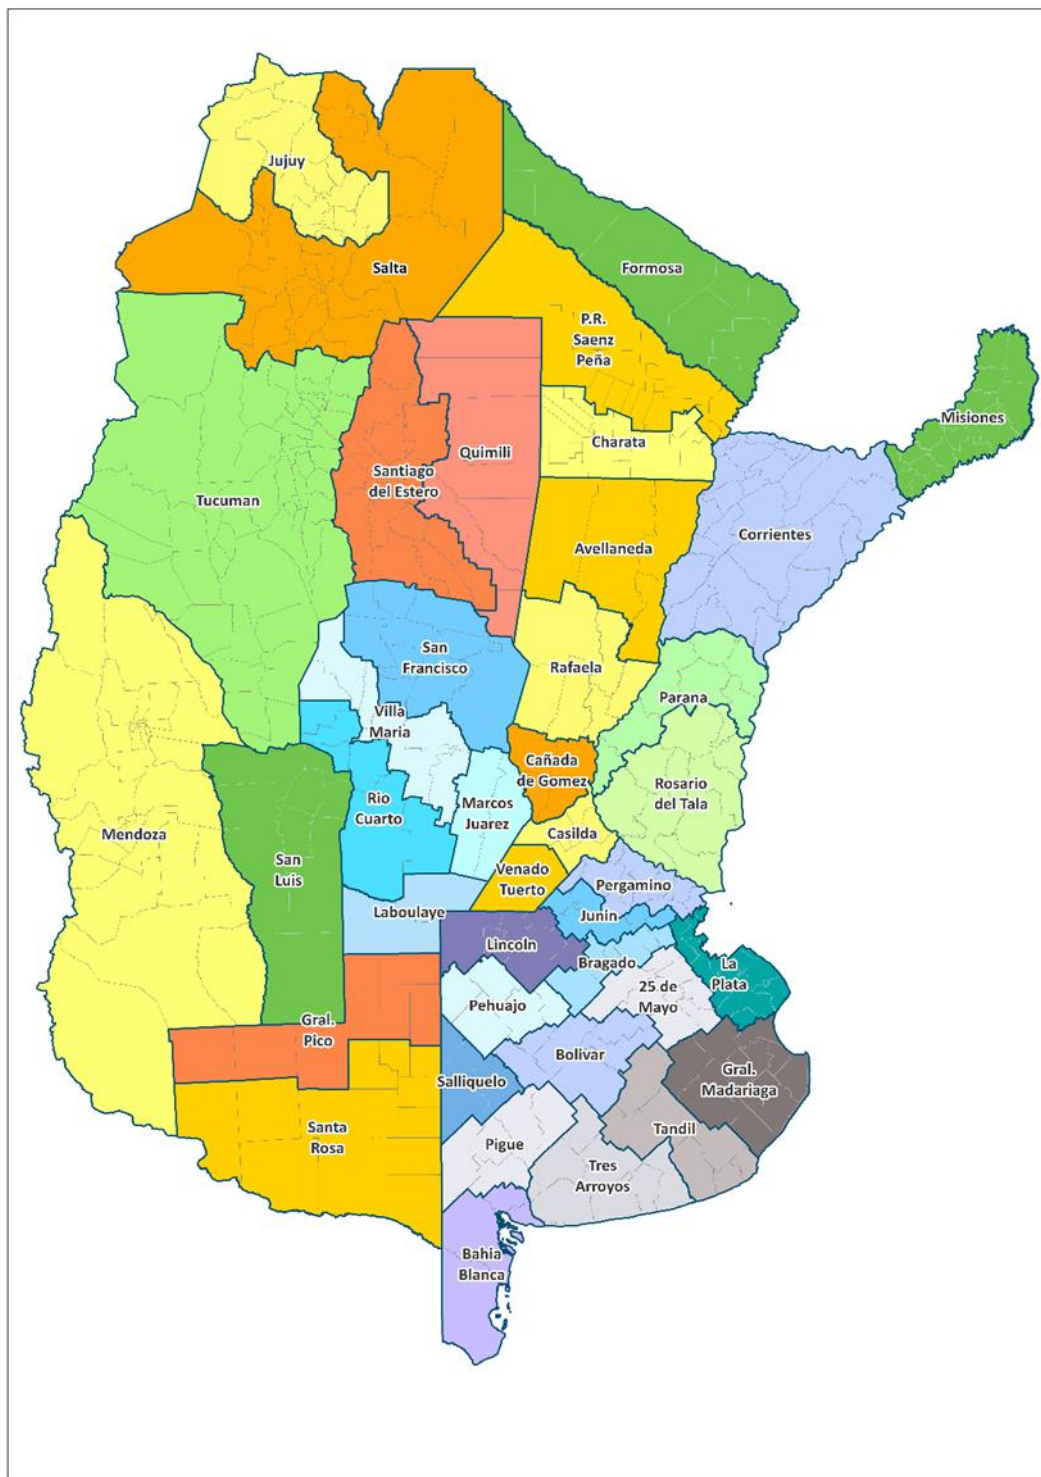 Jujuy
Salta
Formosa
P.R.
Saenz
Peña
Misiones
Charata
Quimili
Santiago
del Estero
Tucuman
Corrientes
Avellaneda
San
Francisco
Rafaela
Parana
Villa
Maria
Cañada
de Gomez
Rosario
del Tala
Rio
Cuarto
Marcos
Juarez
Mendoza
Casilda
San
Luis
Venado
Tuerto
Pergamino
Laboulaye
Junin
Lincoln
Bragado
La
Plata
25 de
Mayo
Pehuajo
Gral.
Pico
Bolivar
Salliquelo
Gral.
Madariaga
Santa
Rosa
Tandil
Pigue
Tres
Arroyos
Bahia
Blanca